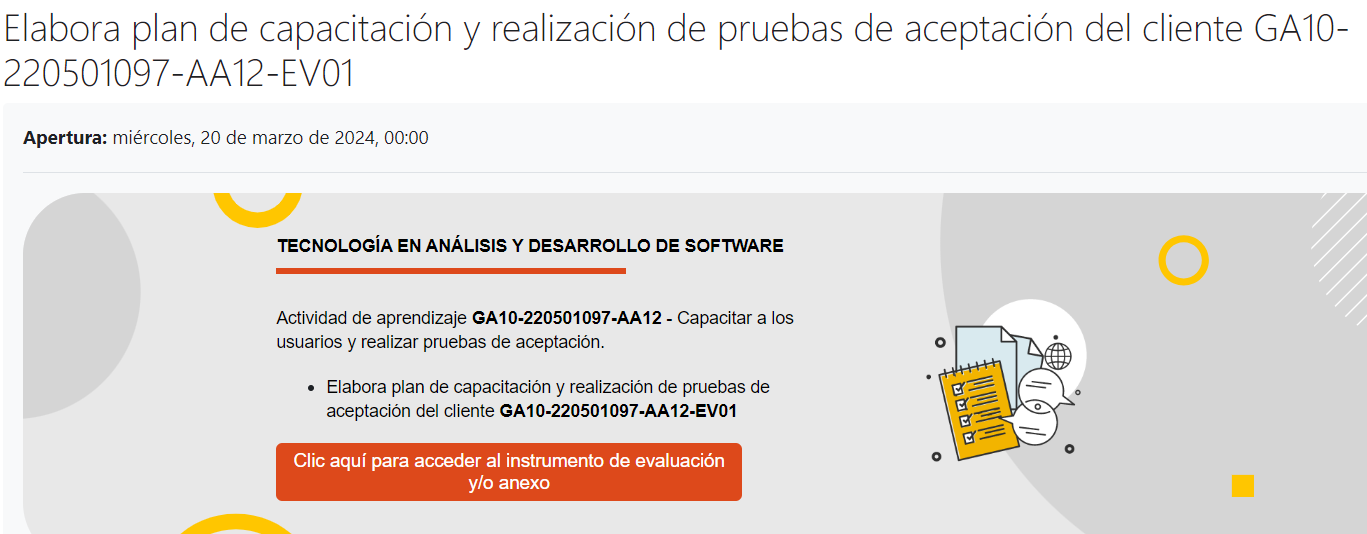 Elabora plan de capacitación y realización de pruebas de aceptación del cliente GA10-
220501097-AA12-EV01
Apertura: miércoles, 20 de marzo de 2024, 00:00
TECNOLOGÍA EN ANÁLISIS Y DESARROLLO DE SOFTWARE
Actividad de aprendizaje GA10-220501097-AA12 - Capacitar a los
usuarios y realizar pruebas de aceptación.
• Elabora plan de capacitación y realización de pruebas de
aceptación del cliente GA10-220501097-AA12-EV01
Clic aquí para acceder al instrumento de evaluación
y/o anexo